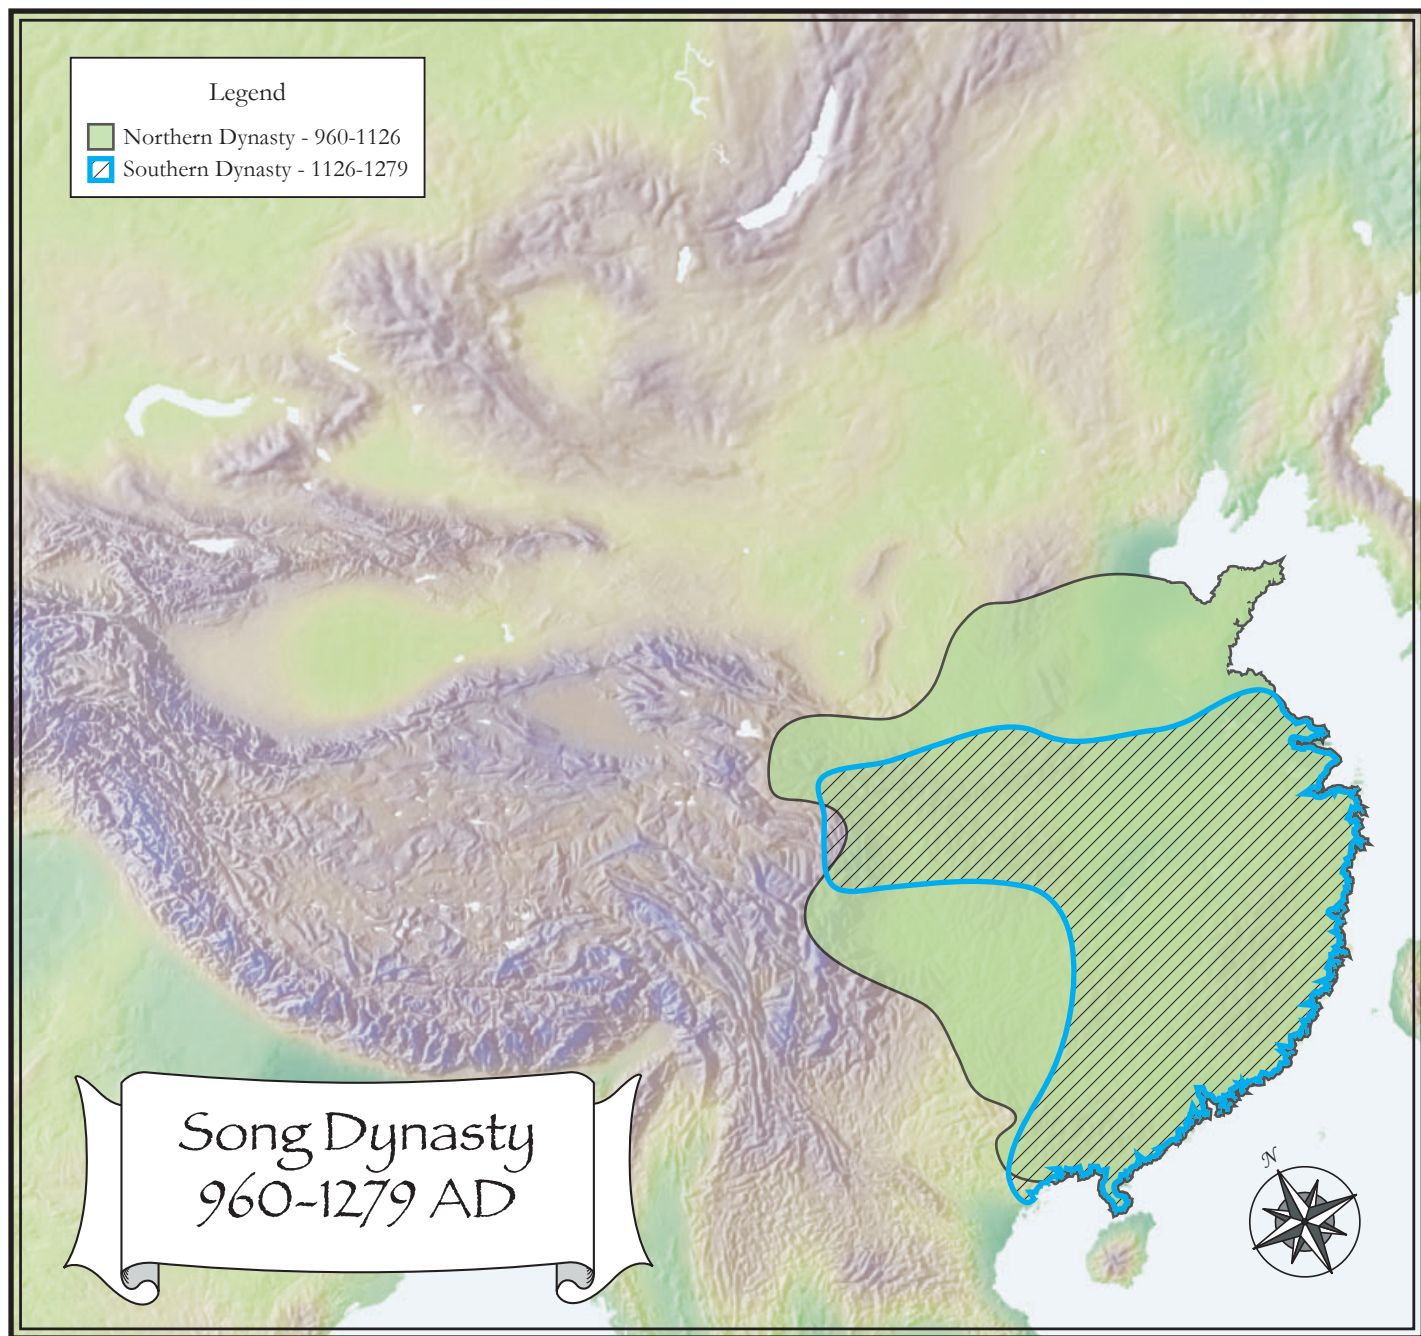 Legend
Northern Dynasty - 960-1126
Southern Dynasty - 1126-1279
Song Dynasty
960-1279 AD
N